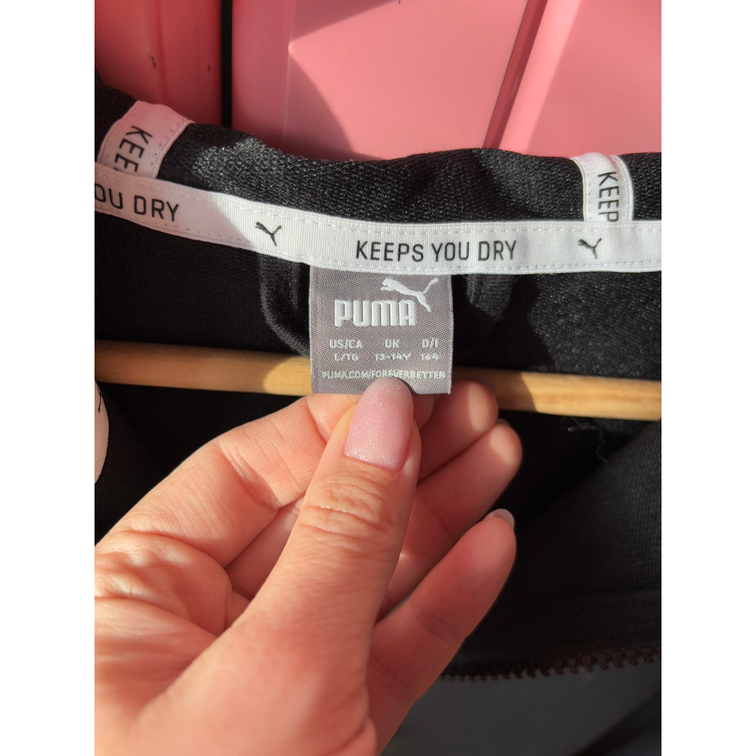 KEE
OU DRY
KEEPS YOU DRY
KEEP
PUMA
US/CA UK D/I
L/TG 13-14Y 164
PUMA.COM/FOREVERBETTER